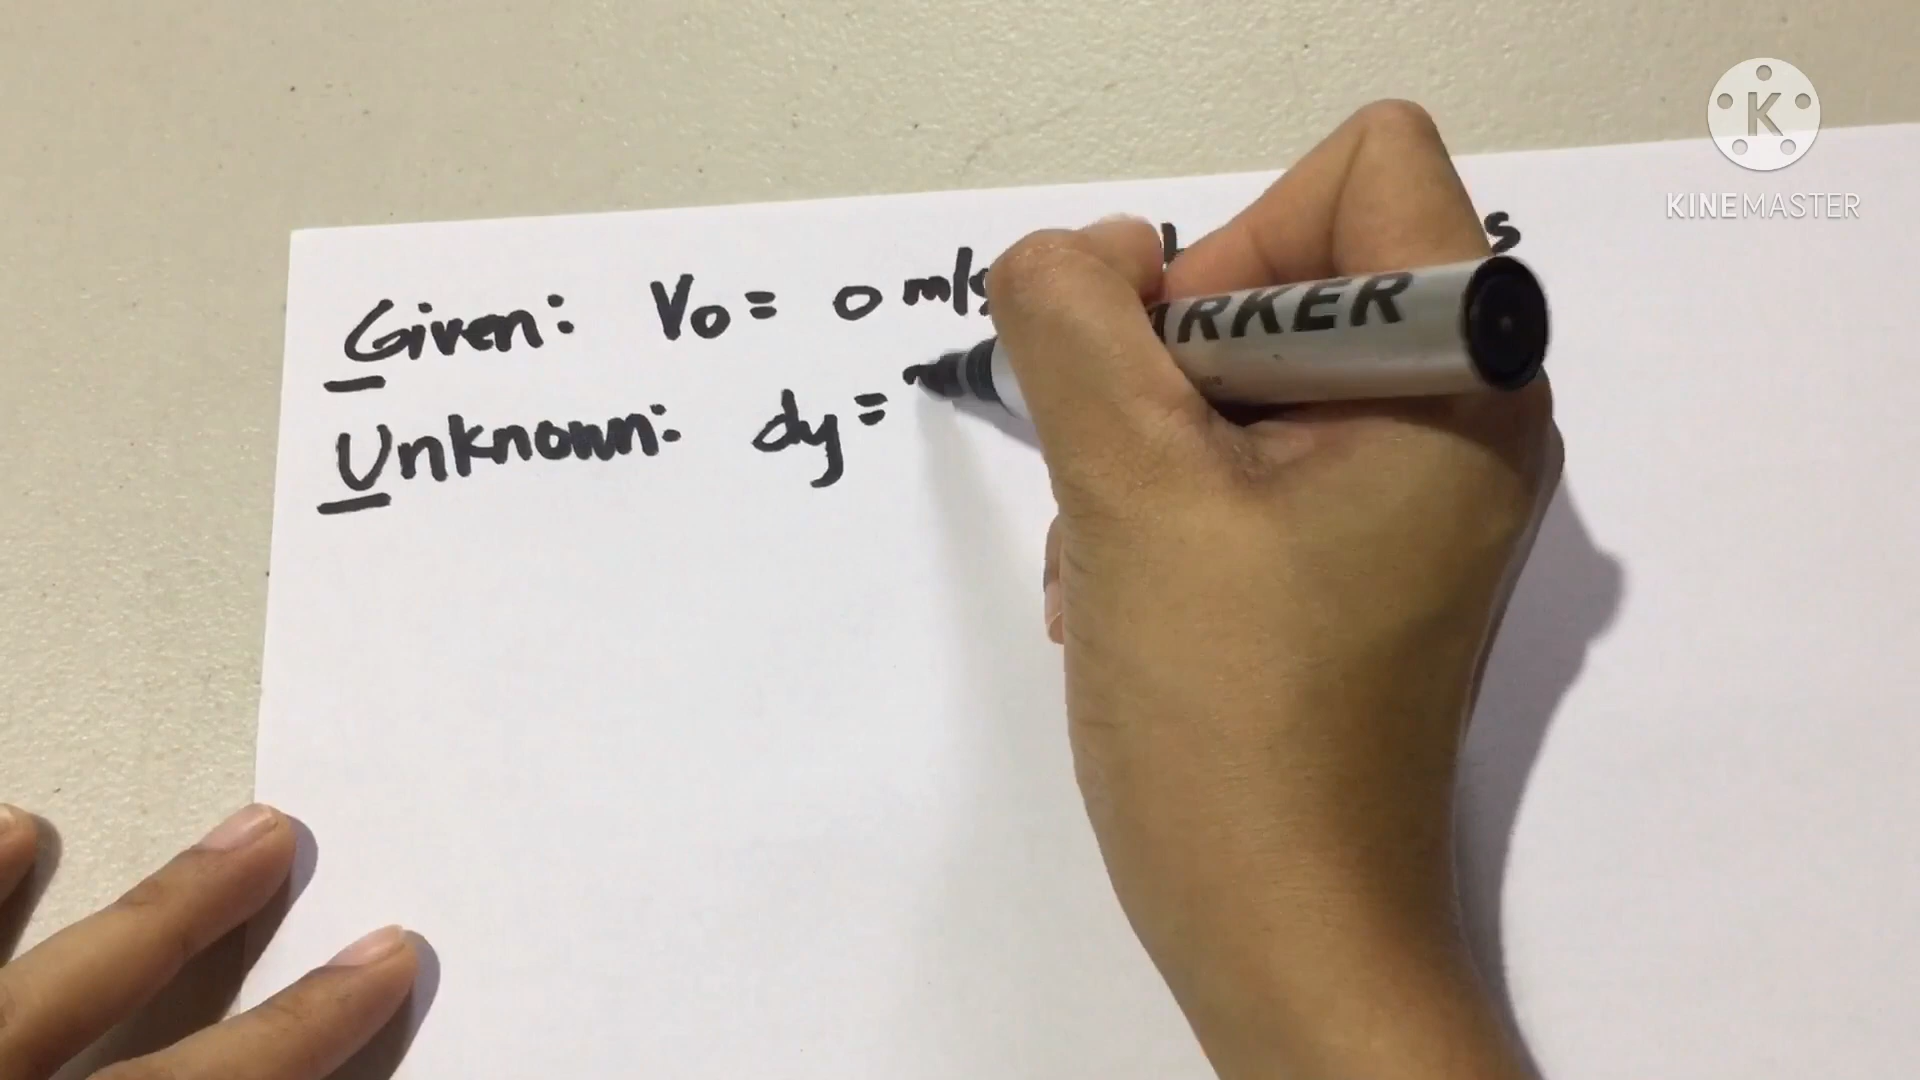 K
KINEMASTER
Given: Vo = 0 m/s s
Unknown: dy =
ARKER